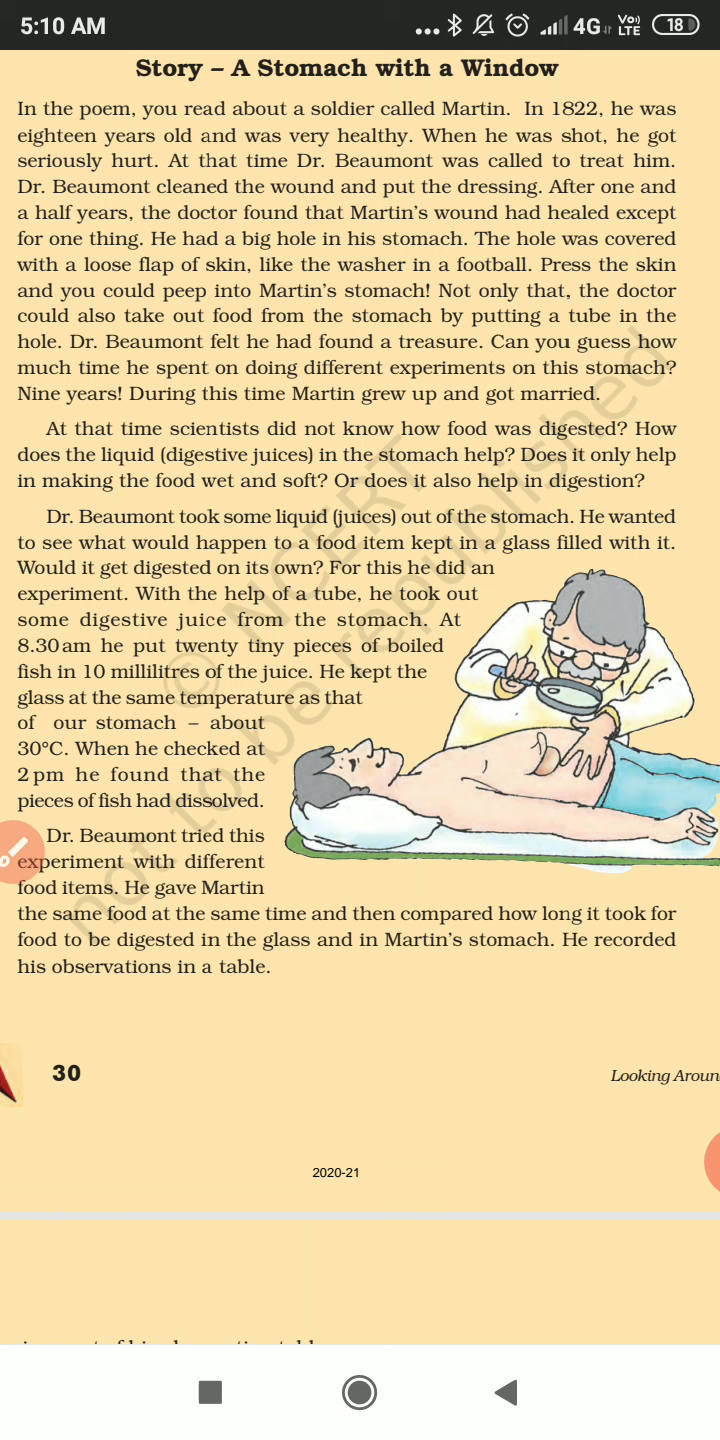 5:10 AM
... 4G Vo)) LTE 18
Story – A Stomach with a Window
In the poem, you read about a soldier called Martin. In 1822, he was
eighteen years old and was very healthy. When he was shot, he got
seriously hurt. At that time Dr. Beaumont was called to treat him.
Dr. Beaumont cleaned the wound and put the dressing. After one and
a half years, the doctor found that Martin's wound had healed except
for one thing. He had a big hole in his stomach. The hole was covered
with a loose flap of skin, like the washer in a football. Press the skin
and you could peep into Martin's stomach! Not only that, the doctor
could also take out food from the stomach by putting a tube in the
hole. Dr. Beaumont felt he had found a treasure. Can you guess how
much time he spent on doing different experiments on this stomach?
Nine years! During this time Martin grew up and got married.
At that time scientists did not know how food was digested? How
does the liquid (digestive juices) in the stomach help? Does it only help
in making the food wet and soft? Or does it also help in digestion?
Dr. Beaumont took some liquid (juices) out of the stomach. He wanted
to see what would happen to a food item kept in a glass filled with it.
Would it get digested on its own? For this he did an
experiment. With the help of a tube, he took out
some digestive juice from the stomach. At
8.30 am he put twenty tiny pieces of boiled
fish in 10 millilitres of the juice. He kept the
glass at the same temperature as that
of our stomach – about
30°C. When he checked at
2 pm he found that the
pieces of fish had dissolved.
Dr. Beaumont tried this
experiment with different
food items. He gave Martin
the same food at the same time and then compared how long it took for
food to be digested in the glass and in Martin's stomach. He recorded
his observations in a table.
© NCERT
not to be republished
30
Looking Aroun
2020-21